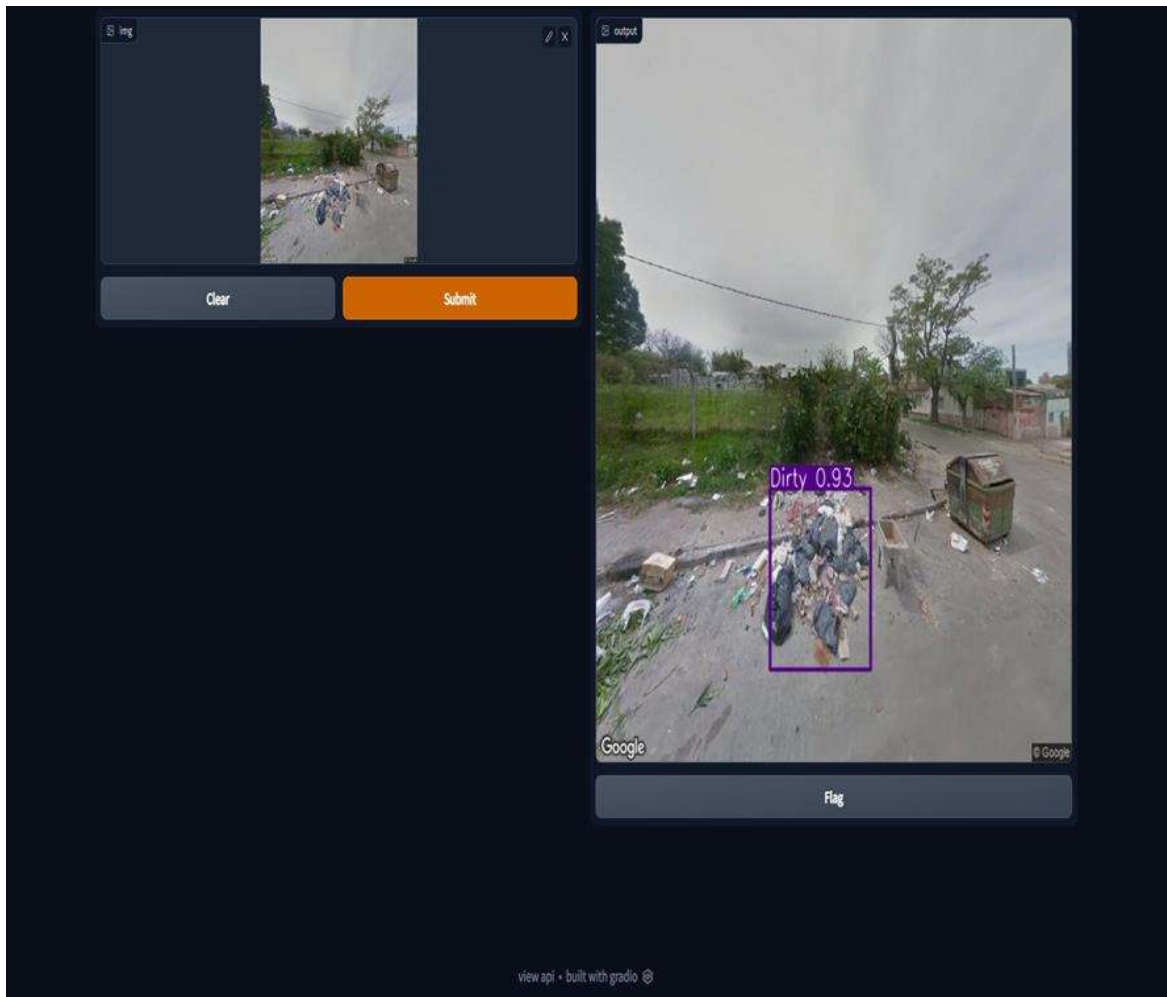 img
Clear
Submit
output
Dirty 0.93
Google
© Google
Flag
view api • built with gradio